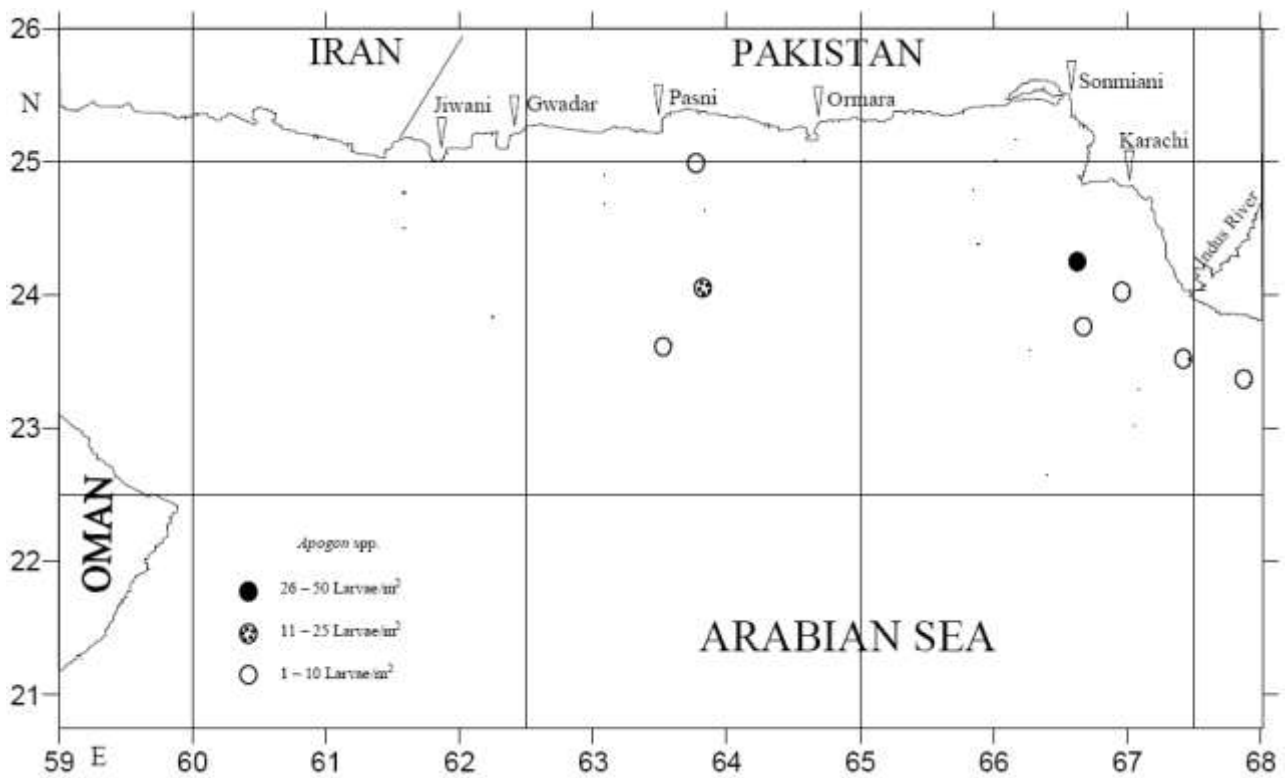 26
IRAN PAKISTAN
N
Jiwani Gwadar Pasni Ormara Sonmiani
Karachi
Indus River
25
24
23
OMAN
22
Apogon spp.
26 – 50 Larvae/m²
11 – 25 Larvae/m²
1 – 10 Larvae/m²
ARABIAN SEA
21
59 E 60 61 62 63 64 65 66 67 68